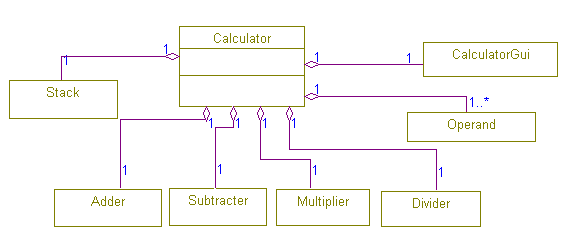 Calculator
1
1
1
CalculatorGui
Stack
1
1..*
Operand
1
1
1
1
1
1
1
1
Adder
Subtracter
Multiplier
Divider